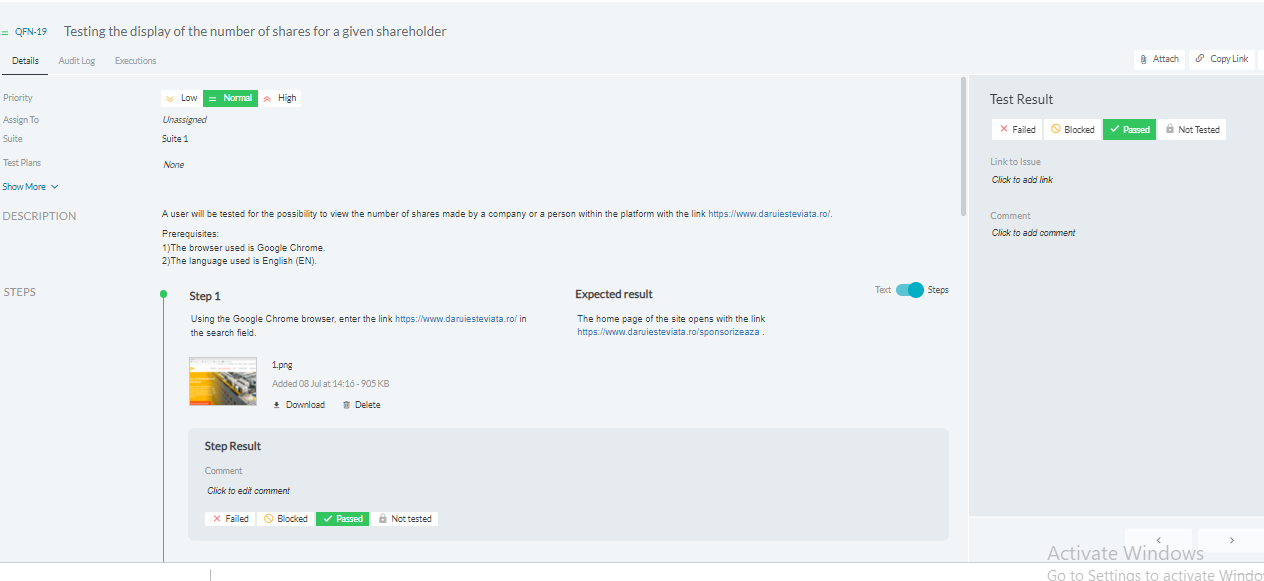 QFN-19 Testing the display of the number of shares for a given shareholder
Details Audit Log Executions
Attach Copy Link
Priority Low Normal High
Assign To Unassigned
Suite Suite 1
Test Plans None
Show More
DESCRIPTION
A user will be tested for the possibility to view the number of shares made by a company or a person within the platform with the link https://www.daruiesteviata.ro/.
Prerequisites:
1)The browser used is Google Chrome.
2)The language used is English (EN).
STEPS
Text Steps
Step 1
Using the Google Chrome browser, enter the link https://www.daruiesteviata.ro/ in
the search field.
Expected result
The home page of the site opens with the link
https://www.daruiesteviata.ro/sponsorizeaza .
1.png
Added 08 Jul at 14:16 - 905 KB
Download Delete
Step Result
Comment
Click to edit comment
Failed Blocked Passed Not tested
Test Result
Failed Blocked Passed Not Tested
Link to Issue
Click to add link
Comment
Click to add comment
Activate Windows
Go to Settings to activate Windo